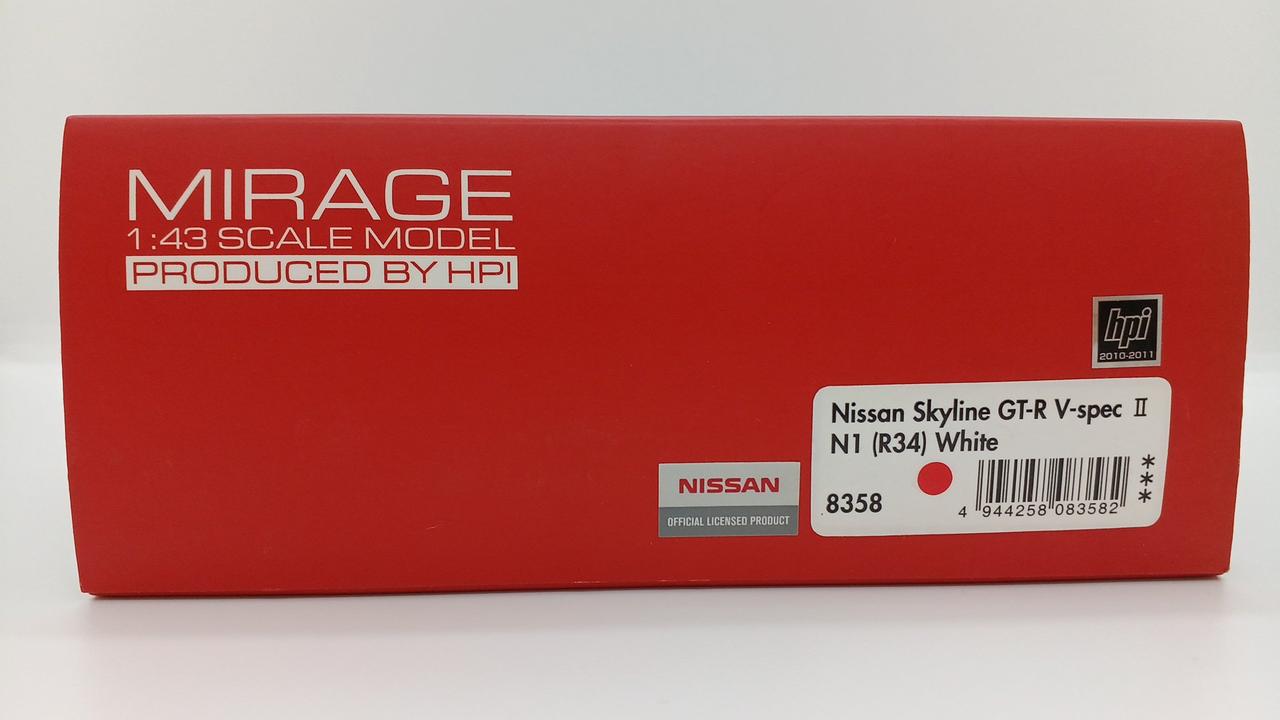 MIRAGE
1:43 SCALE MODEL
PRODUCED BY HPI
hpi
2010-2011
Nissan Skyline GT-R V-spec Ⅱ
N1 (R34) White
8358
4 944258 083582
***
NISSAN
OFFICIAL LICENSED PRODUCT